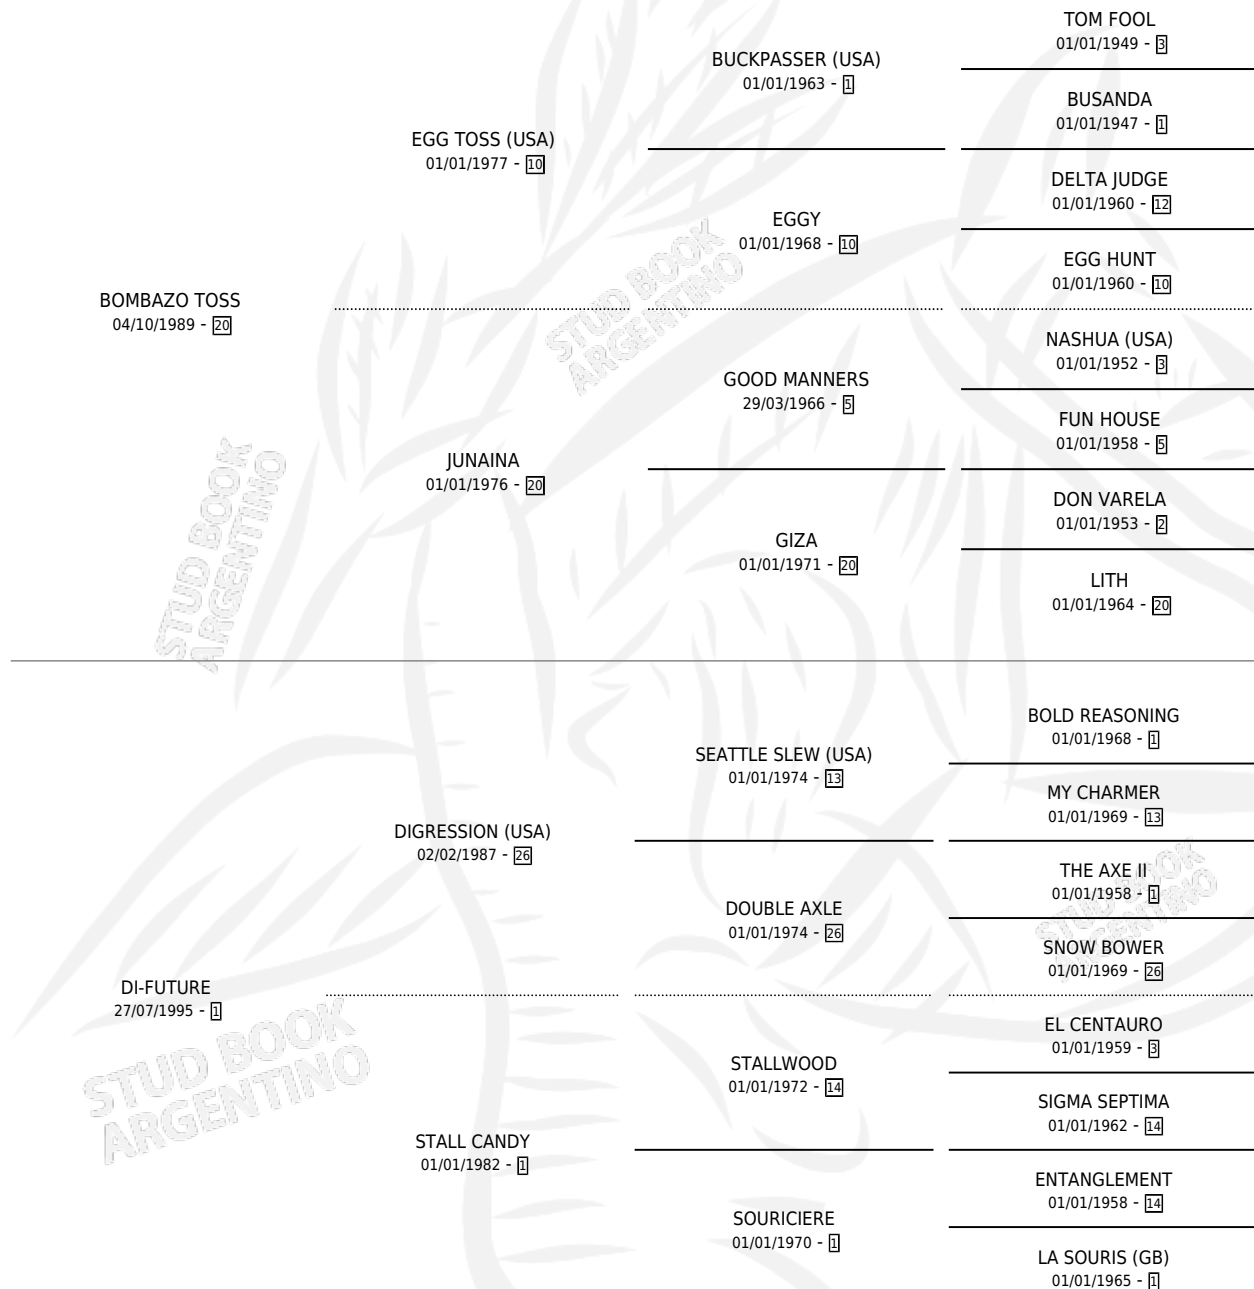 TOM FOOL
01/01/1949 - 3
BUCKPASSER (USA)
01/01/1963 - 1
BUSANDA
01/01/1947 - 1
EGG TOSS (USA)
01/01/1977 - 10
DELTA JUDGE
01/01/1960 - 12
EGGY
01/01/1968 - 10
EGG HUNT
01/01/1960 - 10
BOMBAZO TOSS
04/10/1989 - 20
NASHUA (USA)
01/01/1952 - 3
GOOD MANNERS
29/03/1966 - 5
FUN HOUSE
01/01/1958 - 5
JUNAINA
01/01/1976 - 20
DON VARELA
01/01/1953 - 2
GIZA
01/01/1971 - 20
LITH
01/01/1964 - 20
BOLD REASONING
01/01/1968 - 1
SEATTLE SLEW (USA)
01/01/1974 - 13
MY CHARMER
01/01/1969 - 13
DIGRESSION (USA)
02/02/1987 - 26
THE AXE II
01/01/1958 - 1
DOUBLE AXLE
01/01/1974 - 26
SNOW BOWER
01/01/1969 - 26
DI-FUTURE
27/07/1995 - 1
EL CENTAURO
01/01/1959 - 3
STALLWOOD
01/01/1972 - 14
SIGMA SEPTIMA
01/01/1962 - 14
STALL CANDY
01/01/1982 - 1
ENTANGLEMENT
01/01/1958 - 14
SOURICIERE
01/01/1970 - 1
LA SOURIS (GB)
01/01/1965 - 1
STUD BOOK
ARGENTINO
STUD BOOK
ARGENTINO
STUD BOOK
ARGENTINO
STUD BOOK
ARGENTINO